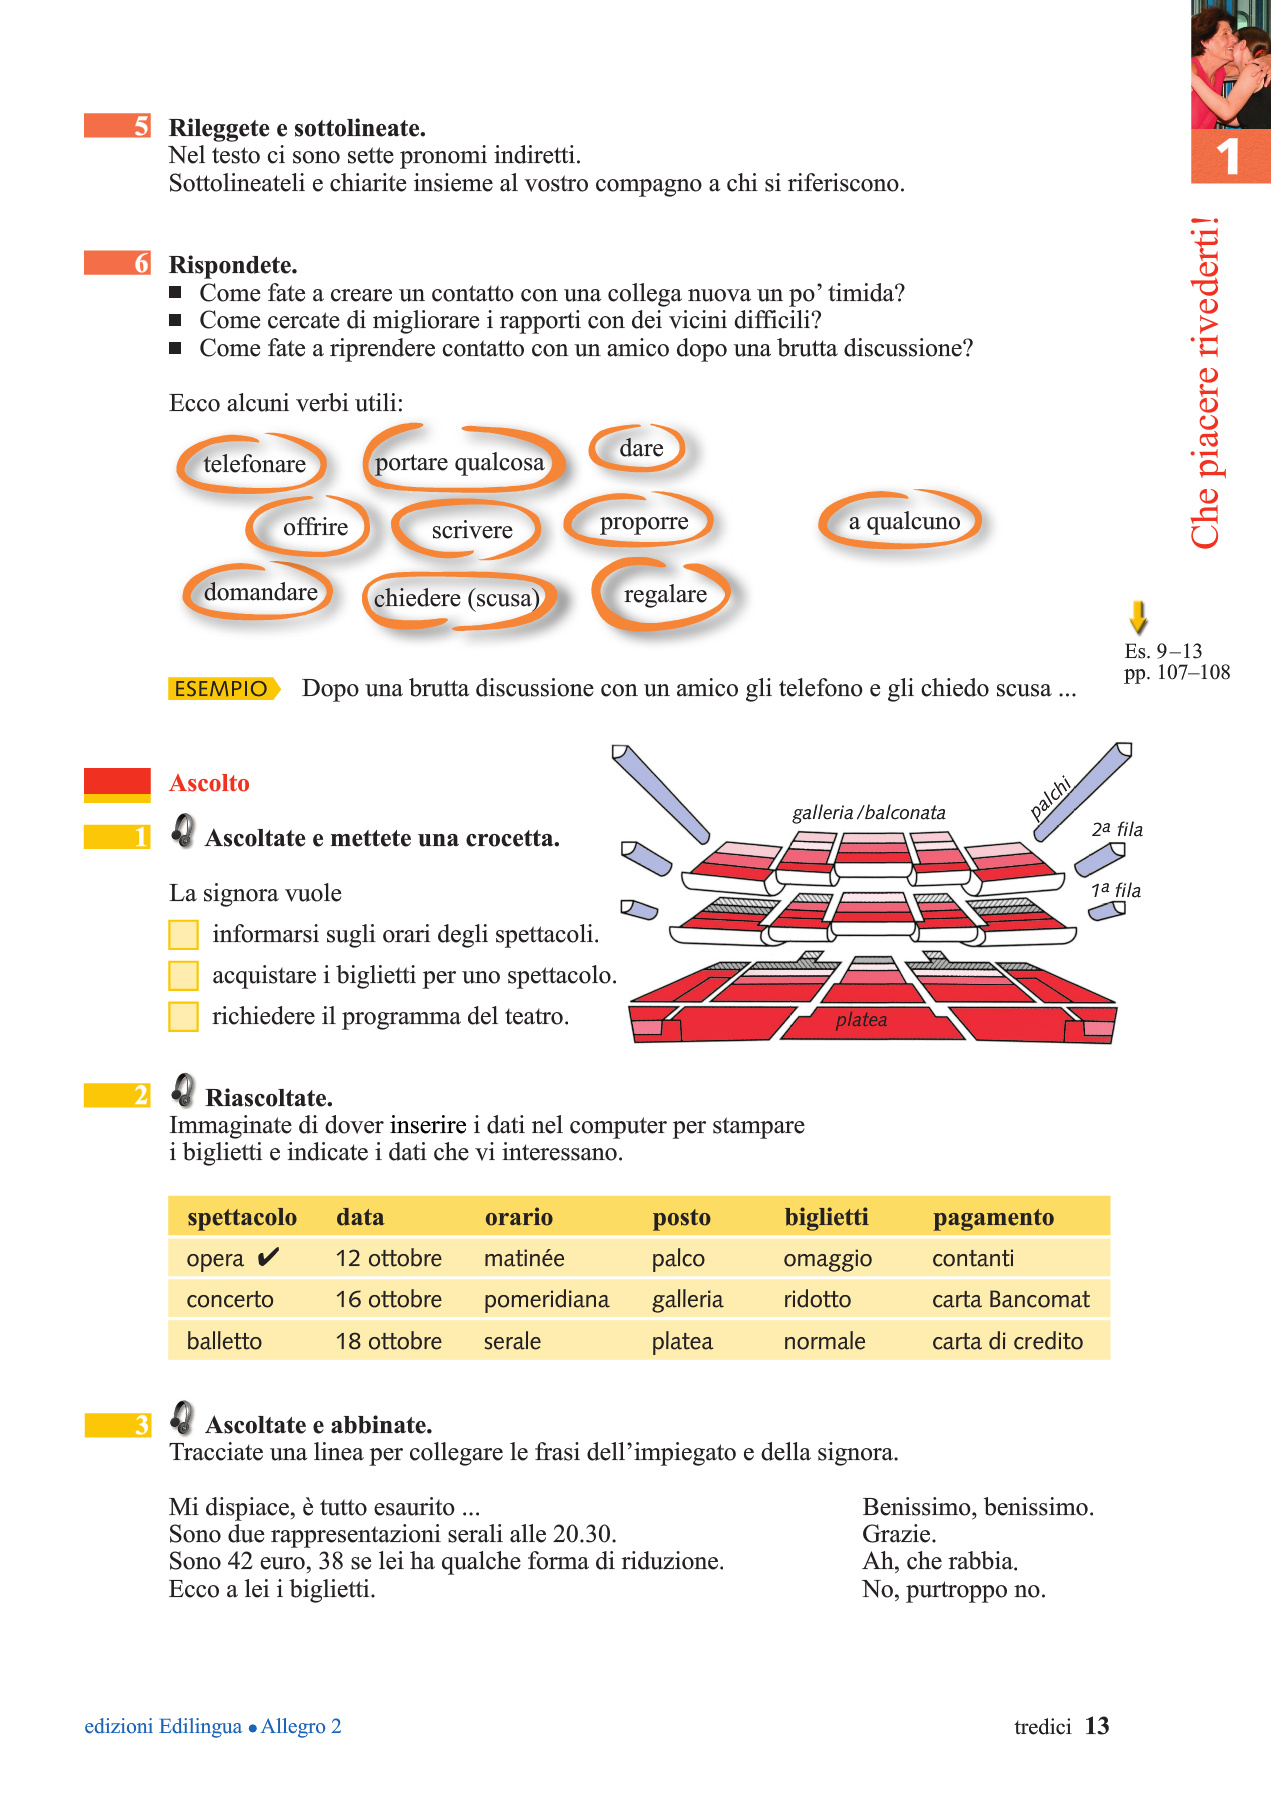 1
Che piacere rivederti!
5 Rileggete e sottolineate.
Nel testo ci sono sette pronomi indiretti.
Sottolineateli e chiarite insieme al vostro compagno a chi si riferiscono.
6 Rispondete.
■ Come fate a creare un contatto con una collega nuova un po’ timida?
■ Come cercate di migliorare i rapporti con dei vicini difficili?
■ Come fate a riprendere contatto con un amico dopo una brutta discussione?
Ecco alcuni verbi utili:
telefonare
portare qualcosa
dare
offrire
scrivere
proporre
a qualcuno
domandare
chiedere (scusa)
regalare
Es. 9–13
pp. 107–108
ESEMPIO Dopo una brutta discussione con un amico gli telefono e gli chiedo scusa ...
Ascolto
1 Ascoltate e mettete una crocetta.
La signora vuole
informarsi sugli orari degli spettacoli.
acquistare i biglietti per uno spettacolo.
richiedere il programma del teatro.
galleria/balconata
palchi
2a fila
1a fila
platea
2 Riascoltate.
Immaginate di dover inserire i dati nel computer per stampare
i biglietti e indicate i dati che vi interessano.
spettacolo data orario posto biglietti pagamento
opera ✔ 12 ottobre matinée palco omaggio contanti
concerto 16 ottobre pomeridiana galleria ridotto carta Bancomat
balletto 18 ottobre serale platea normale carta di credito
3 Ascoltate e abbinate.
Tracciate una linea per collegare le frasi dell’impiegato e della signora.
Mi dispiace, è tutto esaurito ... Benissimo, benissimo.
Sono due rappresentazioni serali alle 20.30. Grazie.
Sono 42 euro, 38 se lei ha qualche forma di riduzione. Ah, che rabbia.
Ecco a lei i biglietti. No, purtroppo no.
edizioni Edilingua ● Allegro 2
tredici 13